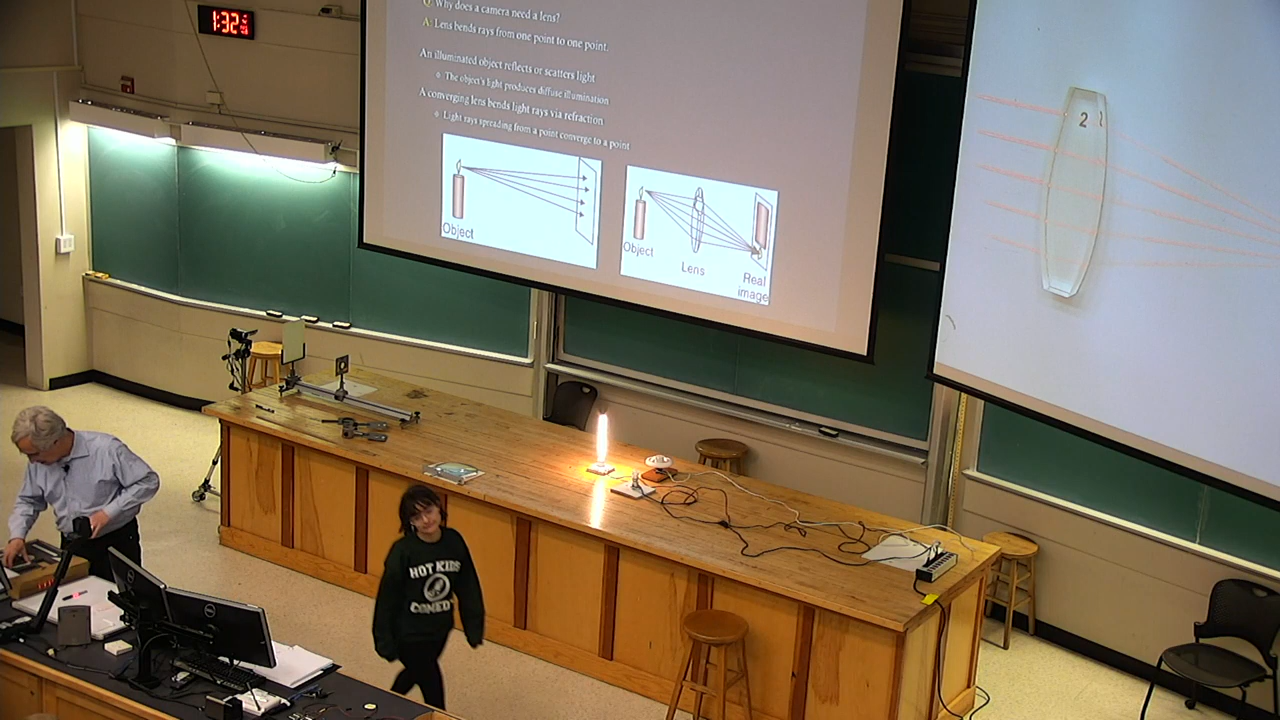 1:32
Q: Why does a camera need a lens?
A: Lens bends rays from one point to one point.
An illuminated object reflects or scatters light
The object's light produces diffuse illumination
A converging lens bends light rays via refraction
Light rays spreading from a point converge to a point
Object
Object
Lens
Real
image
2
HOT KIDS
COMEDY